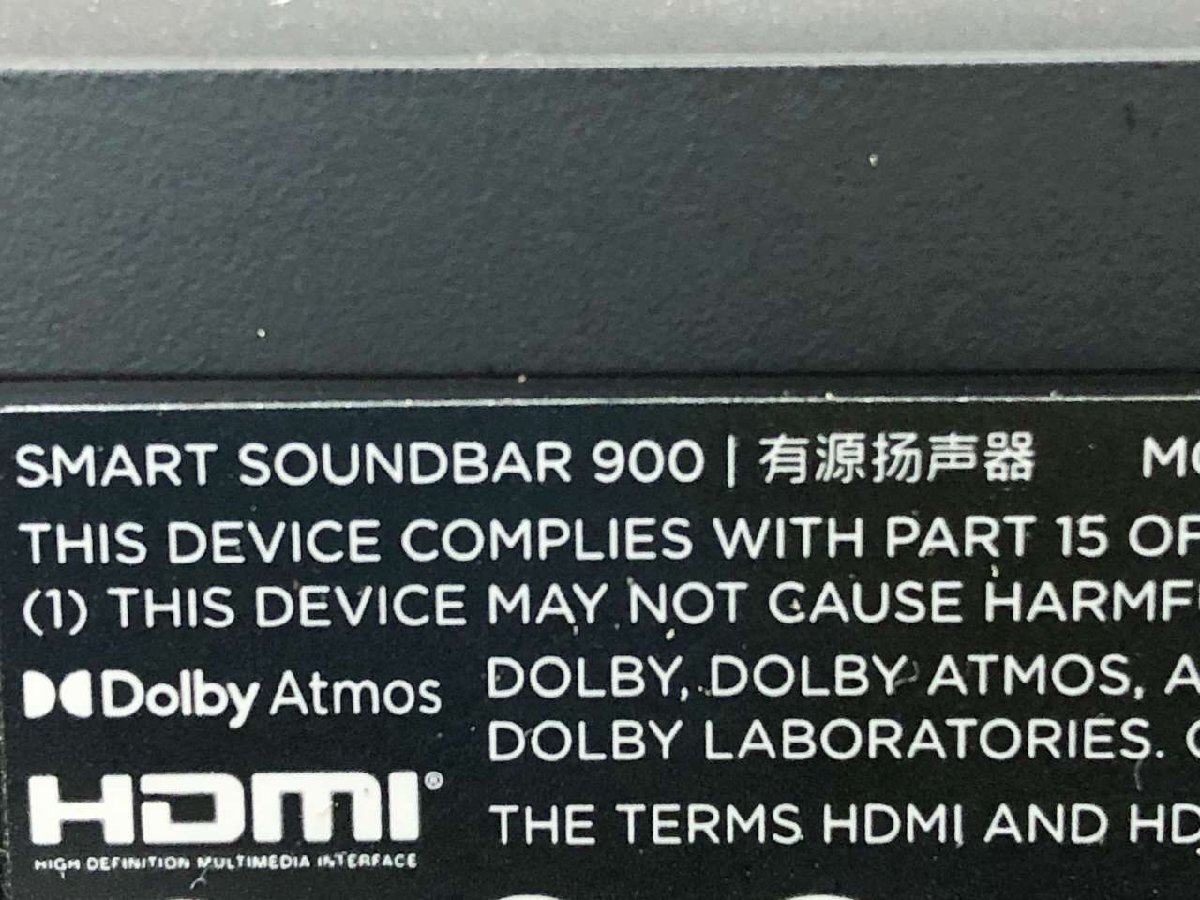 SMART SOUNDBAR 900 | 有源扬声器 MO
THIS DEVICE COMPLIES WITH PART 15 OF
(1) THIS DEVICE MAY NOT CAUSE HARMF
Dolby Atmos
DOLBY, DOLBY ATMOS, A
DOLBY LABORATORIES. C
HDMI®
HIGH DEFINITION MULTIMEDIA INTERFACE
THE TERMS HDMI AND HD